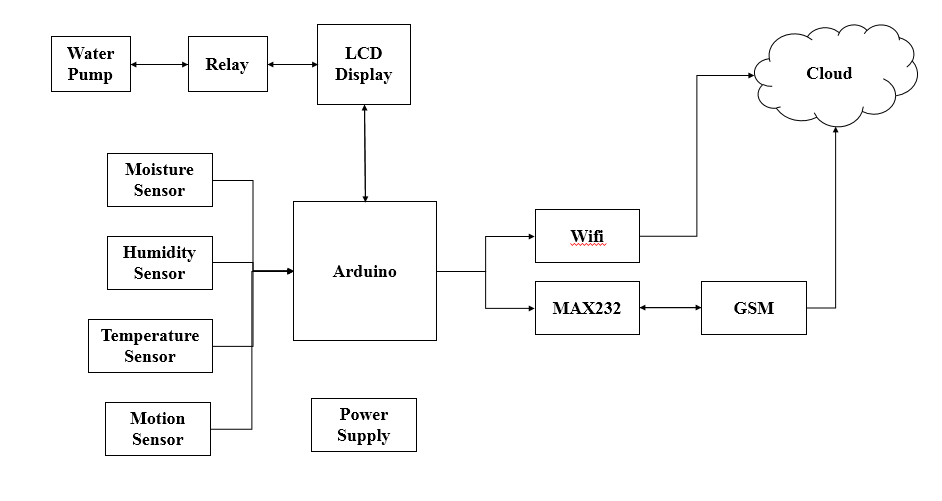 Water
Pump
Relay
LCD
Display
Cloud
Moisture
Sensor
Humidity
Sensor
Arduino
Wifi
Temperature
Sensor
MAX232
GSM
Motion
Sensor
Power
Supply